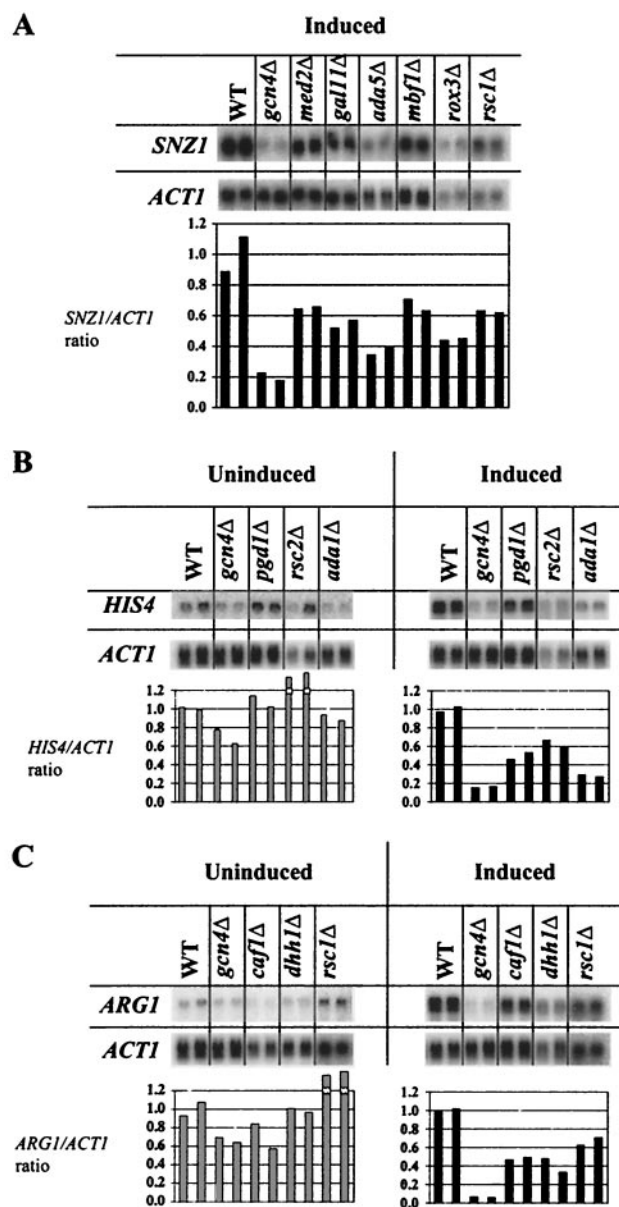 A
Induced
WT gcn4Δ med2Δ gal11Δ ada5Δ mbf1Δ rox3Δ rsc1Δ
SNZ1
ACT1
1.2
1.0
0.8
0.6
0.4
0.2
0.0
SNZ1/ACT1
ratio
B
Uninduced Induced
WT gcn4Δ pgd1Δ rsc2Δ ada1Δ WT gcn4Δ pgd1Δ rsc2Δ ada1Δ
HIS4
ACT1
1.2 1.2
1.0 1.0
0.8 0.8
0.6 0.6
0.4 0.4
0.2 0.2
0.0 0.0
HIS4/ACT1
ratio
C
Uninduced Induced
WT gcn4Δ caf1Δ dhh1Δ rsc1Δ WT gcn4Δ caf1Δ dhh1Δ rsc1Δ
ARG1
ACT1
1.2 1.2
1.0 1.0
0.8 0.8
0.6 0.6
0.4 0.4
0.2 0.2
0.0 0.0
ARG1/ACT1
ratio